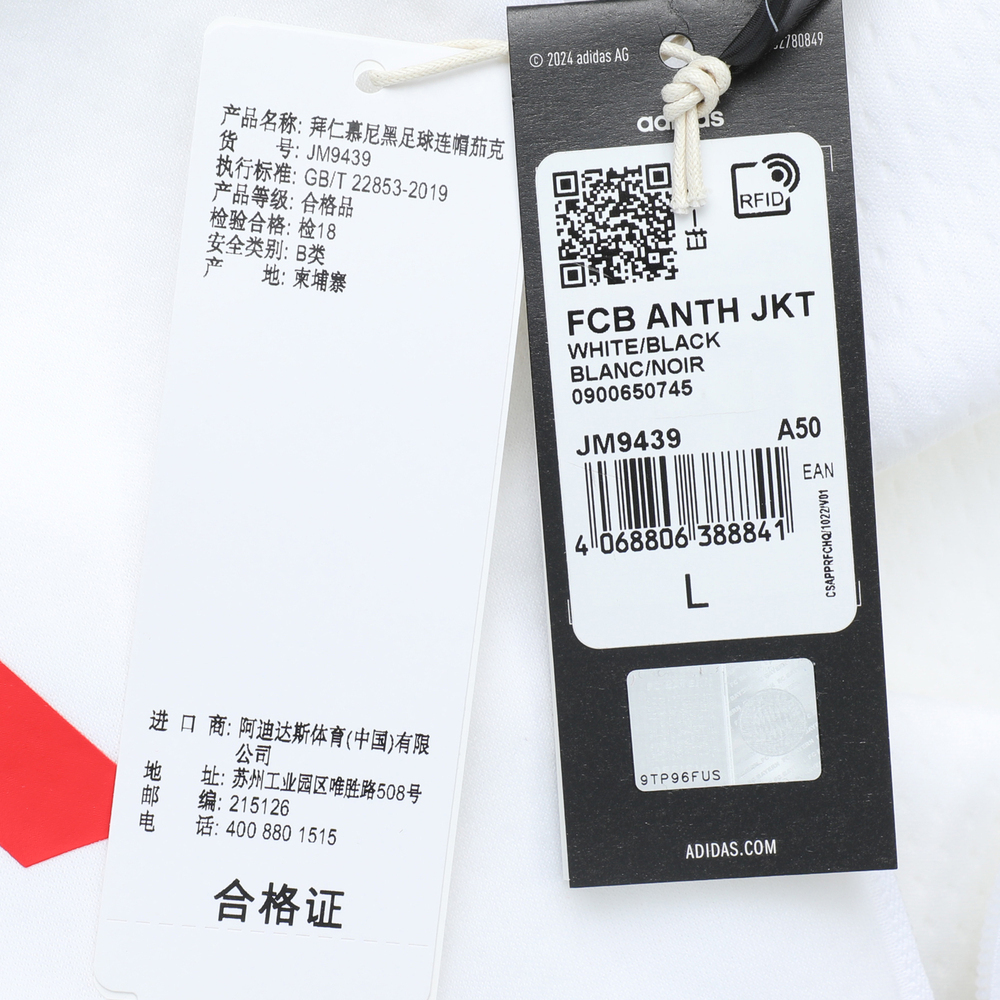 产品名称: 拜仁慕尼黑足球连帽茄克
货 号: JM9439
执行标准: GB/T 22853-2019
产品等级: 合格品
检验合格: 检18
安全类别: B类
产 地: 柬埔寨
进 口 商: 阿迪达斯体育(中国)有限
公司
地 址: 苏州工业园区唯胜路508号
邮 编: 215126
电 话: 400 880 1515
合格证
© 2024 adidas AG
2780849
adidas
RFID
FCB ANTH JKT
WHITE/BLACK
BLANC/NOIR
0900650745
JM9439 A50
EAN
4 068806 388841
CSAPPRFCHQ/1022/V01
L
9TP96FUS
ADIDAS.COM